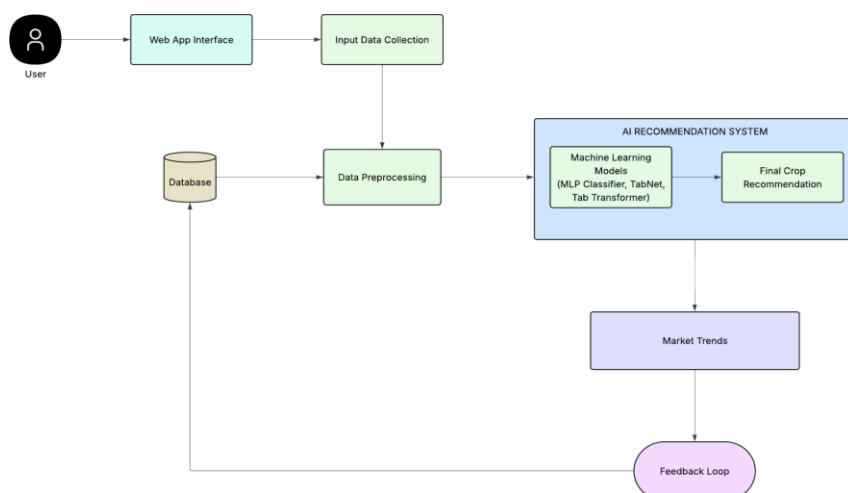 Web App Interface
Input Data Collection
User
AI RECOMMENDATION SYSTEM
Machine Learning
Models
(MLP Classifier, TabNet,
Tab Transformer)
Final Crop
Recommendation
Database
Data Preprocessing
Market Trends
Feedback Loop